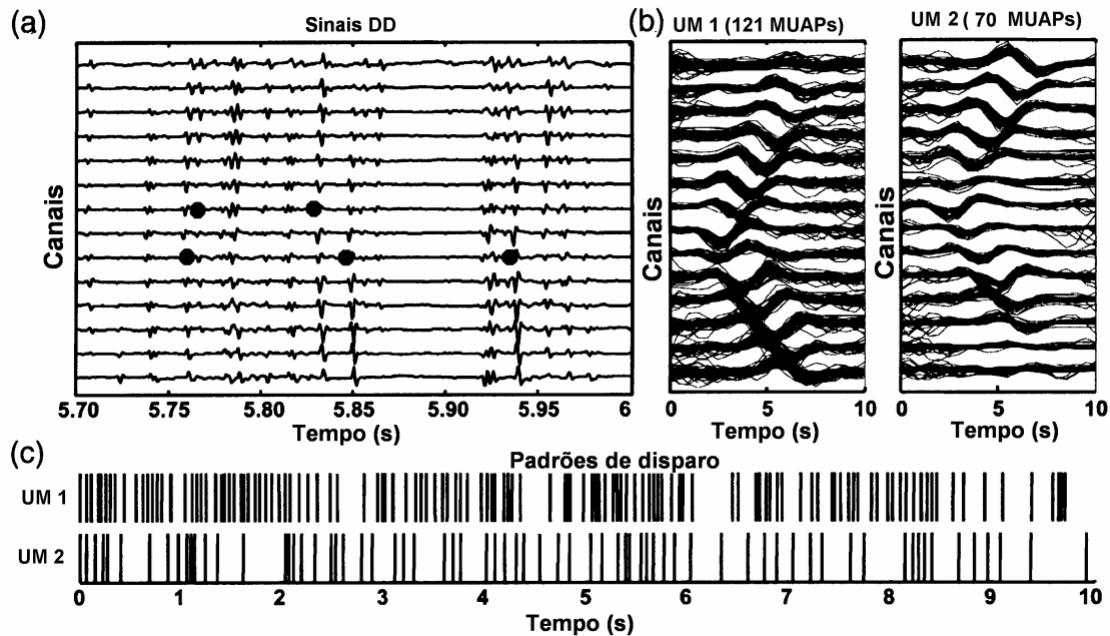 (a)
Sinais DD
Canais
5.70
5.75
5.80
5.85
5.90
5.95
6
Tempo (s)
(b)
UM 1 (121 MUAPs)
Canais
0
5
10
Tempo (s)
UM 2 ( 70 MUAPs)
Canais
0
5
10
Tempo (s)
(c)
Padrões de disparo
UM 1
UM 2
0
1
2
3
4
5
6
7
8
9
10
Tempo (s)